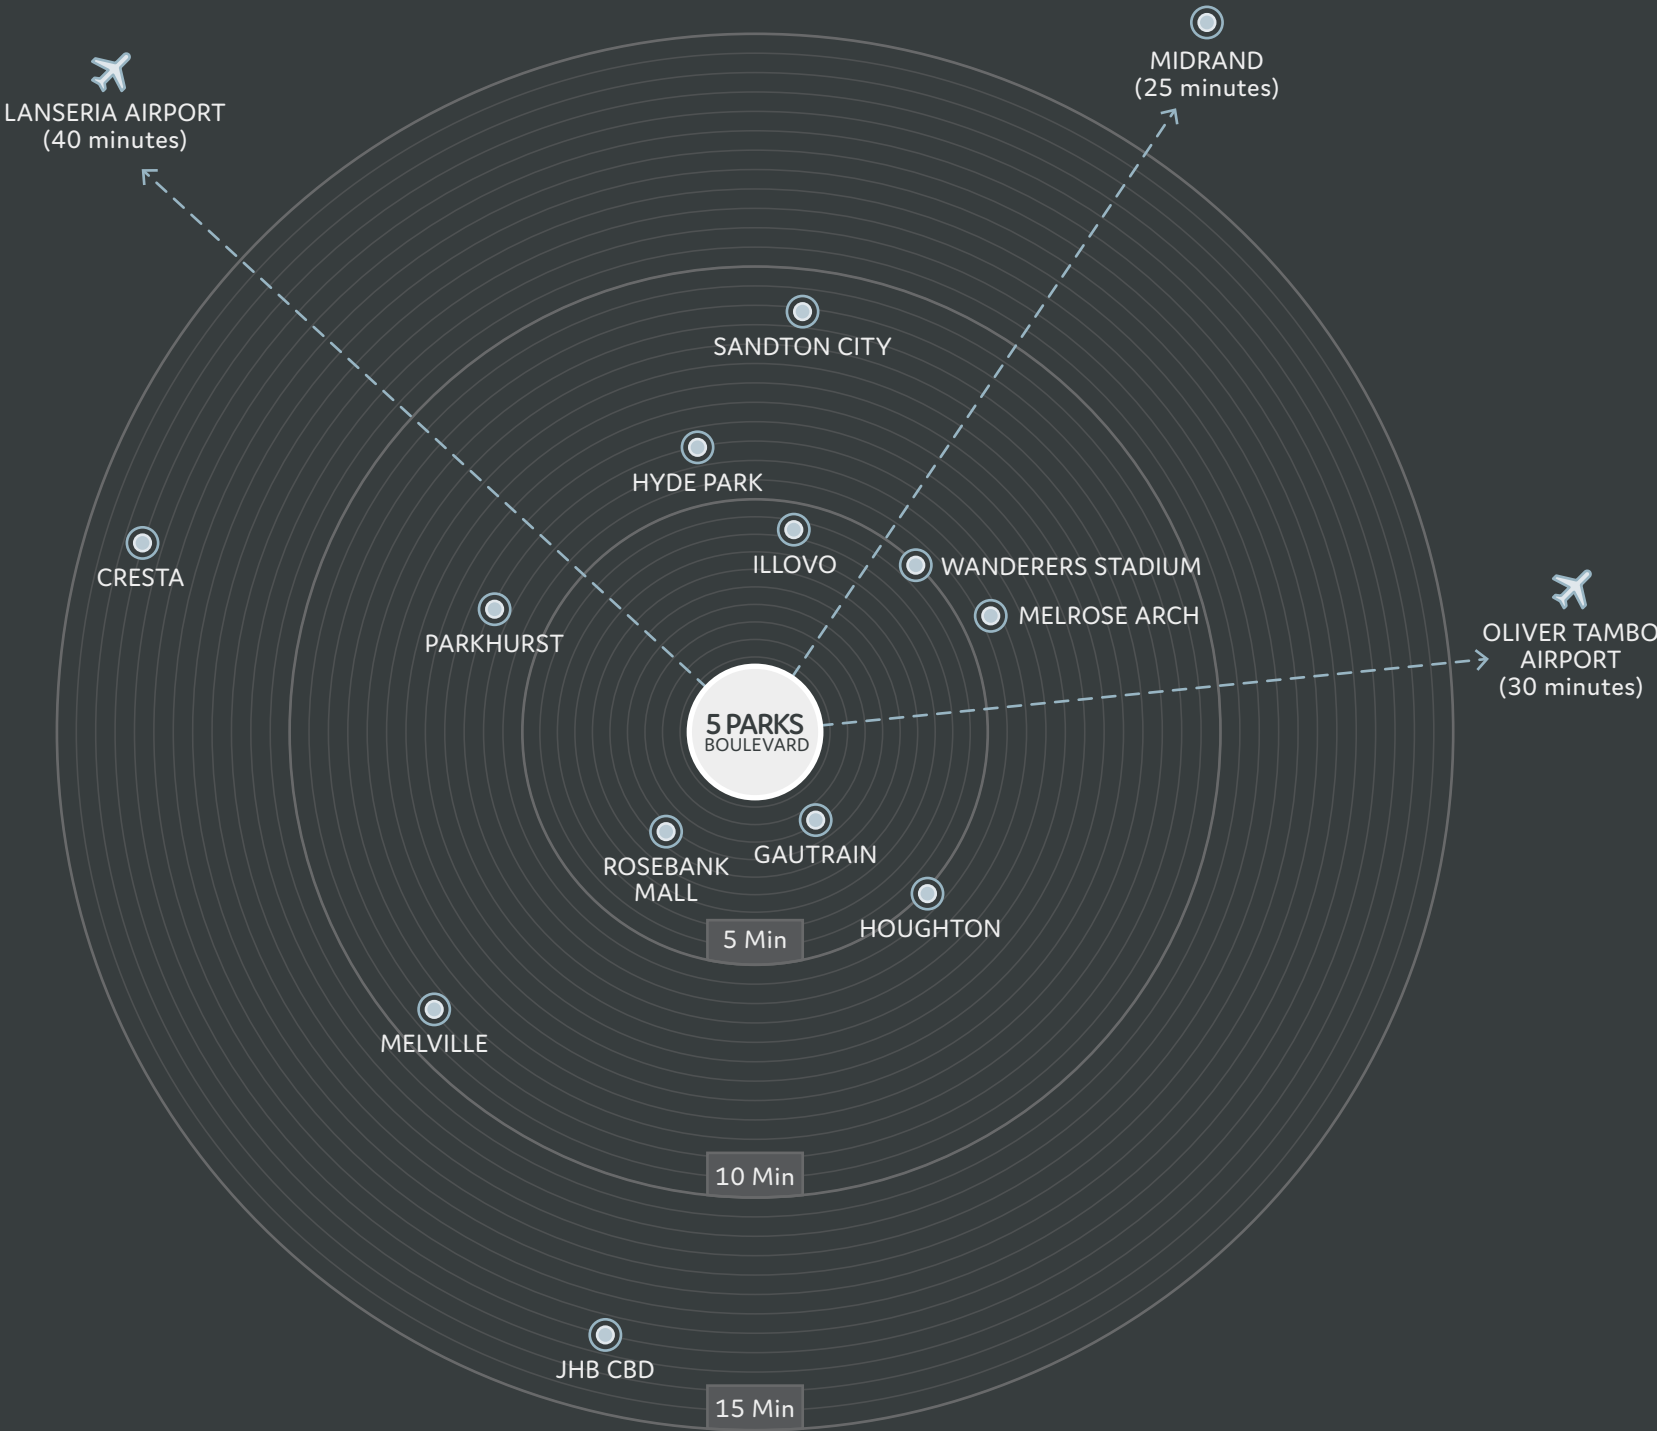 MIDRAND
(25 minutes)
LANSERIA AIRPORT
(40 minutes)
SANDTON CITY
HYDE PARK
ILLOVO
WANDERERS STADIUM
CRESTA
MELROSE ARCH
PARKHURST
OLIVER TAMBO
AIRPORT
(30 minutes)
5 PARKS
BOULEVARD
GAUTRAIN
ROSEBANK
MALL
HOUGHTON
5 Min
MELVILLE
10 Min
JHB CBD
15 Min